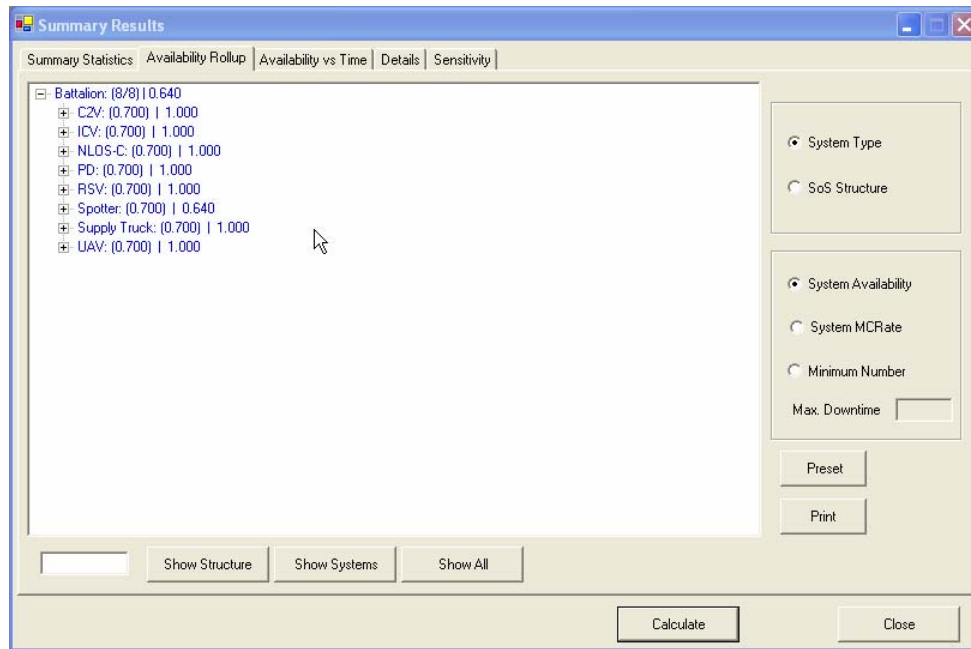 Summary Results
Summary Statistics Availability Rollup Availability vs Time Details Sensitivity
Battalion: (8/8) | 0.640
C2V: (0.700) | 1.000
ICV: (0.700) | 1.000
NLOS-C: (0.700) | 1.000
PD: (0.700) | 1.000
RSV: (0.700) | 1.000
Spotter: (0.700) | 0.640
Supply Truck: (0.700) | 1.000
UAV: (0.700) | 1.000
System Type
SoS Structure
System Availability
System MCRate
Minimum Number
Max. Downtime
Preset
Print
Show Structure Show Systems Show All
Calculate Close